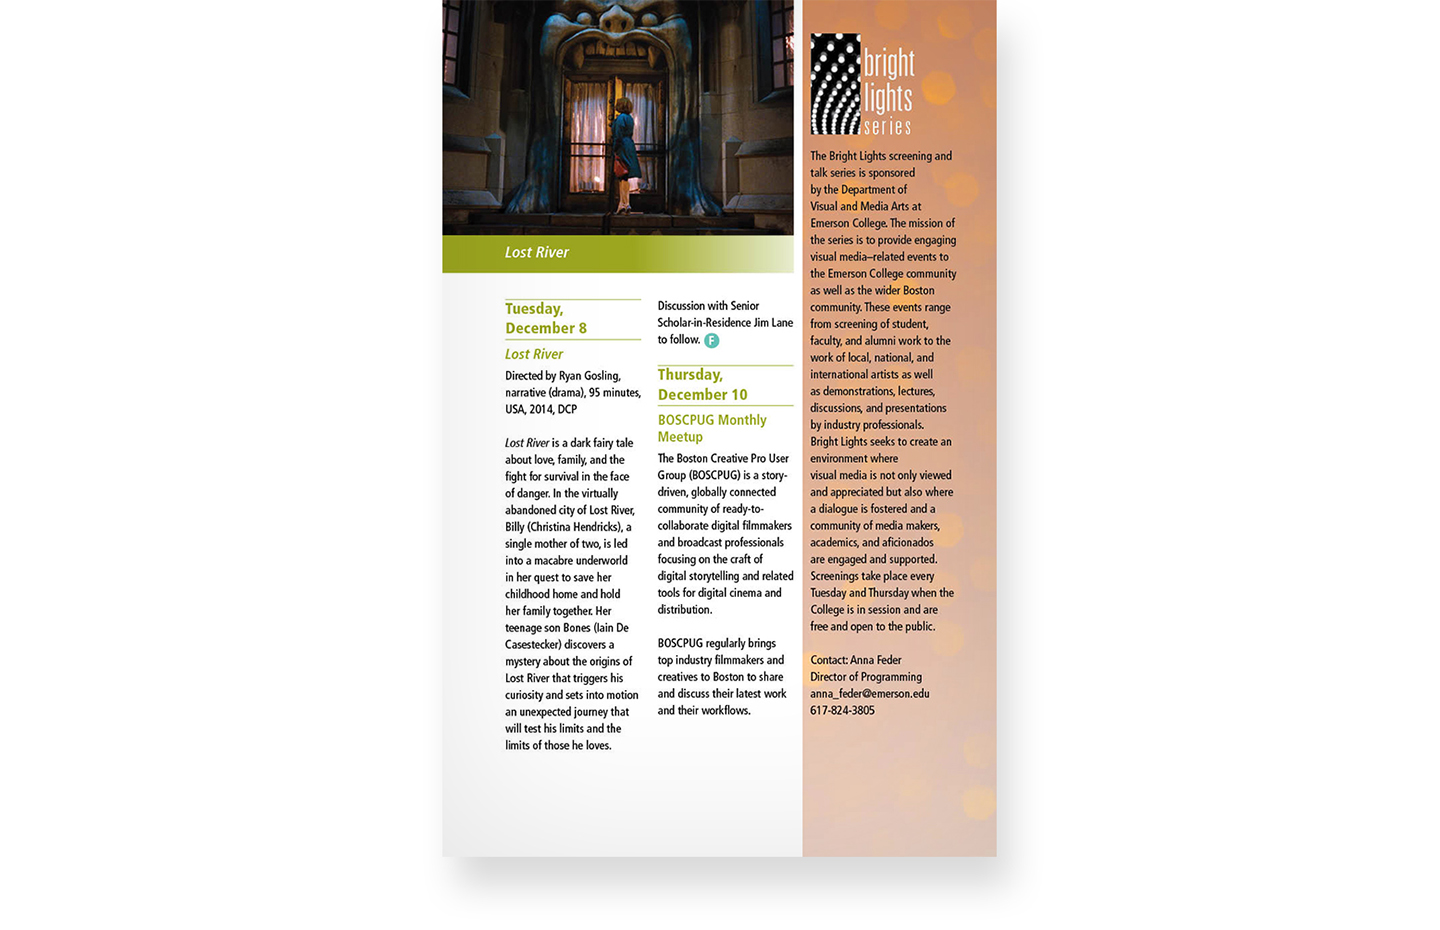 Lost River
Tuesday,
December 8
Lost River
Directed by Ryan Gosling,
narrative (drama), 95 minutes,
USA, 2014, DCP
Lost River is a dark fairy tale
about love, family, and the
fight for survival in the face
of danger. In the virtually
abandoned city of Lost River,
Billy (Christina Hendricks), a
single mother of two, is led
into a macabre underworld
in her quest to save her
childhood home and hold
her family together. Her
teenage son Bones (Iain De
Casestecker) discovers a
mystery about the origins of
Lost River that triggers his
curiosity and sets into motion
an unexpected journey that
will test his limits and the
limits of those he loves.
Discussion with Senior
Scholar-in-Residence Jim Lane
to follow. F
Thursday,
December 10
BOSCPUG Monthly
Meetup
The Boston Creative Pro User
Group (BOSCPUG) is a story-
driven, globally connected
community of ready-to-
collaborate digital filmmakers
and broadcast professionals
focusing on the craft of
digital storytelling and related
tools for digital cinema and
distribution.
BOSCPUG regularly brings
top industry filmmakers and
creatives to Boston to share
and discuss their latest work
and their workflows.
bright
lights
series
The Bright Lights screening and
talk series is sponsored
by the Department of
Visual and Media Arts at
Emerson College. The mission of
the series is to provide engaging
visual media–related events to
the Emerson College community
as well as the wider Boston
community. These events range
from screening of student,
faculty, and alumni work to the
work of local, national, and
international artists as well
as demonstrations, lectures,
discussions, and presentations
by industry professionals.
Bright Lights seeks to create an
environment where
visual media is not only viewed
and appreciated but also where
a dialogue is fostered and a
community of media makers,
academics, and aficionados
are engaged and supported.
Screenings take place every
Tuesday and Thursday when the
College is in session and are
free and open to the public.
Contact: Anna Feder
Director of Programming
anna_feder@emerson.edu
617-824-3805